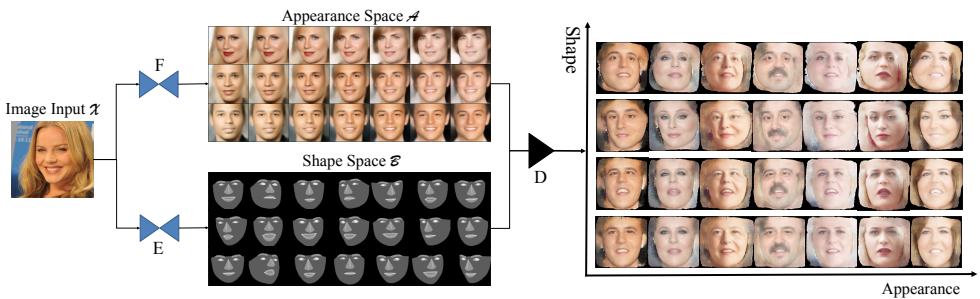 Image Input 𝒳
F
E
Appearance Space 𝒜
Shape Space ℬ
D
Shape
Appearance